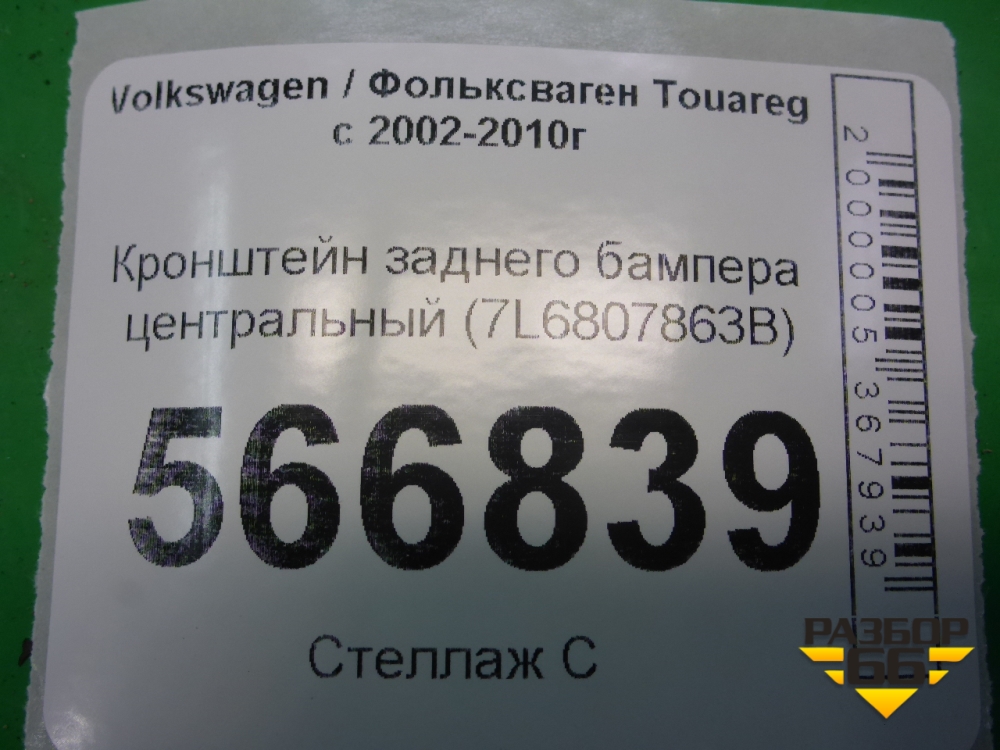 Volkswagen / Фольксваген Touareg
с 2002-2010г
Кронштейн заднего бампера
центральный (7L6807863B)
566839
Стеллаж С
2000005367939
РАЗБОР
66